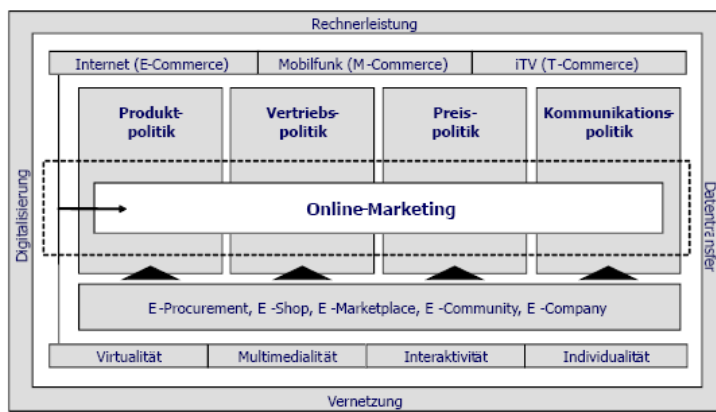 Rechnerleistung
Internet (E-Commerce) Mobilfunk (M-Commerce) iTV (T-Commerce)
Produkt-
politik
Vertriebs-
politik
Preis-
politik
Kommunikations-
politik
Digitalisierung
Online-Marketing
Datentransfer
E-Procurement, E-Shop, E-Marketplace, E-Community, E-Company
Virtualität Multimedialität Interaktivität Individualität
Vernetzung